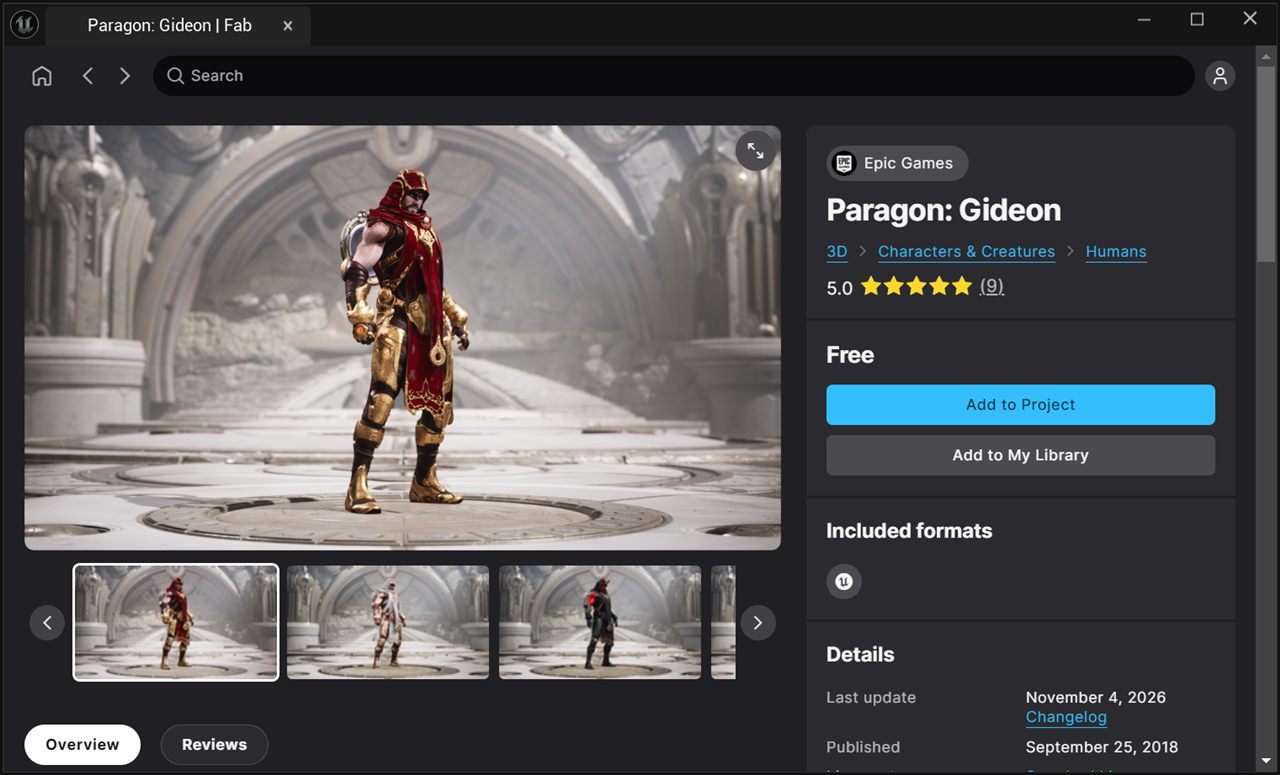 Paragon: Gideon | Fab
Search
EPIC GAMES
Epic Games
Paragon: Gideon
3D > Characters & Creatures > Humans
5.0 (9)
Free
Add to Project
Add to My Library
Included formats
Details
Last update November 4, 2026
Changelog
Published September 25, 2018
Overview Reviews